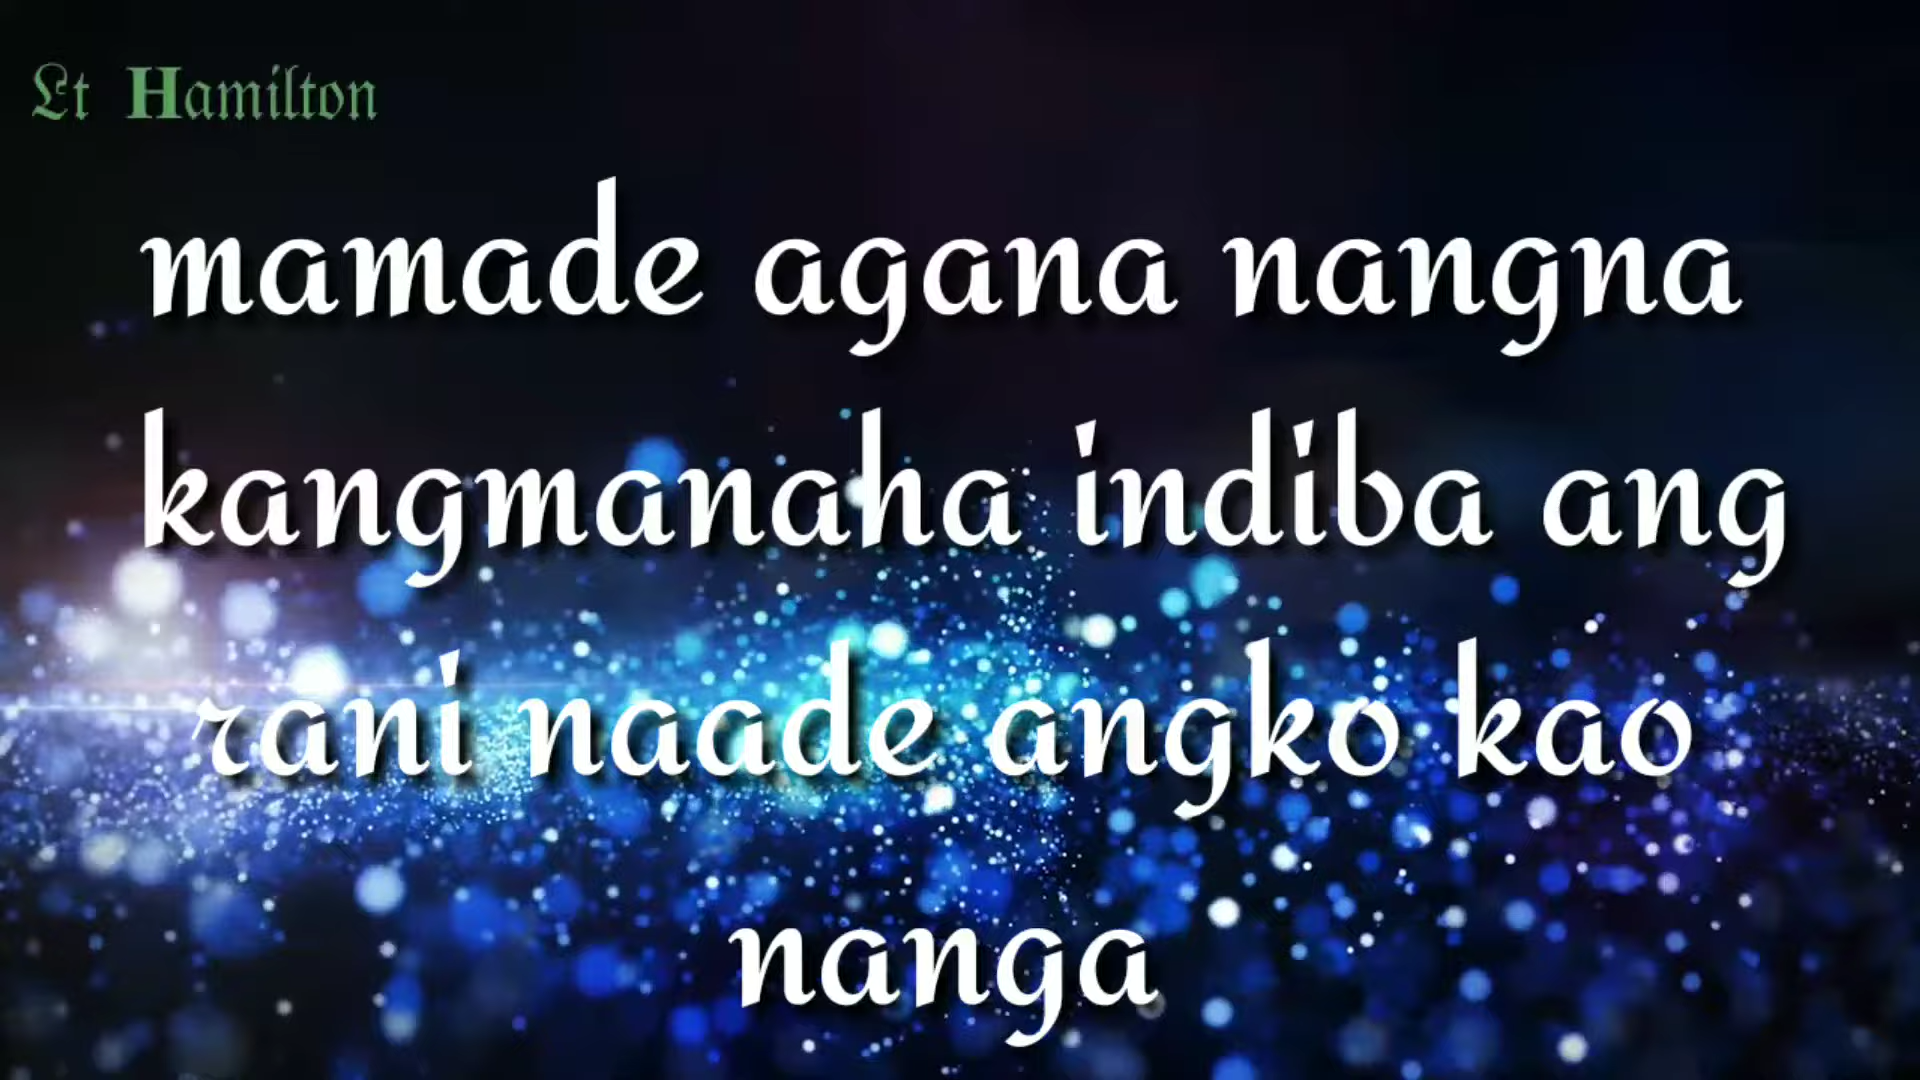 Lt Hamilton
mamade agana nangna
kangmanaha indiba ang
rani naade angko kao
nanga